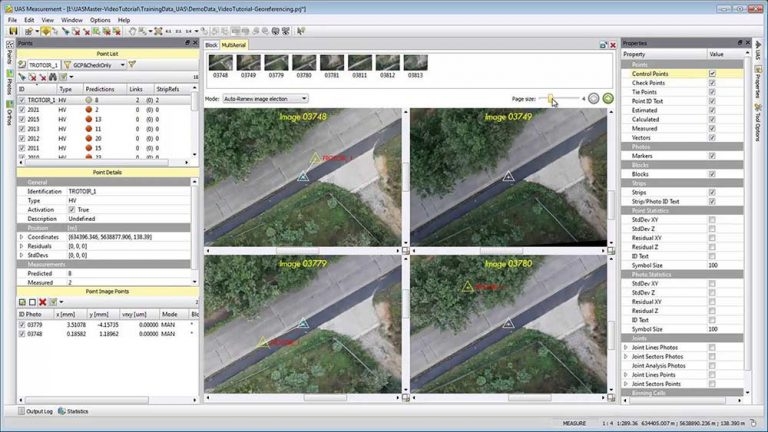 UAS Measurement - [I:\UASMaster-VideoTutorial\TrainingData_UAS\DemoData_VideoTutorial-Georeferencing.prj*]
File Edit View Window Options Help
Points
Point List
TROTOIR_1 GCP&CheckOnly
ID Type Predictions Links StripRefs
TROTOIR_1 HV 8 2 (0) 2
2021 HV 2 0 (0) 0
2013 HV 15 0 (0) 0
2015 HV 13 0 (0) 0
2012 HV 20 0 (0) 0
2011 HV 11 0 (0) 0
Point Details
General
Identification TROTOIR_1
Type HV
Activation True
Description Undefined
Position [m]
Coordinates [634396.346, 5638877.906, 138.39]
Residuals [0, 0, 0]
StdDevs [0, 0, 0]
Measurements
Predicted 8
Measured 2
Point Image Points
ID Photo x [mm] y [mm] vxy [um] Mode
03779 3.51078 -4.15735 0.00000 MAN *
03748 0.18582 1.18962 0.00000 MAN *
Points
Photos
Orthos
Block MultiAerial
03748 03749 03779 03780 03781 03811 03812 03813
Mode: Auto-Renew image election Page size: 4
Image 03748
Image 03749
Image 03779
Image 03780
Properties
Property Value
Points
Control Points
Check Points
Tie Points
Point ID Text
Estimated
Calculated
Measured
Vectors
Photos
Markers
Blocks
Blocks
Strips
Strips
Strip/Photo ID Text
Point Statistics
StdDev XY
StdDev Z
Residual XY
Residual Z
ID Text
Symbol Size 100
Photo Statistics
StdDev XY
StdDev Z
Residual XY
Residual Z
ID Text
Symbol Size 100
Joints
Joint Lines Photos
Joint Sectors Photos
Joint Analysis Photos
Joint Lines Points
Joint Sectors Points
Binning Cells
UAS
Properties
Tool Options
Output Log Statistics
MEASURE 1 : 4 1:289.36 634405.007 m; 5638890.236 m; 138.390 m